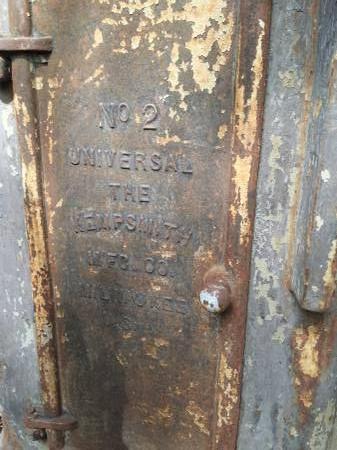 No 2
UNIVERSAL
THE
KEMPSMITH
MFG. CO.
MILWAUKEE